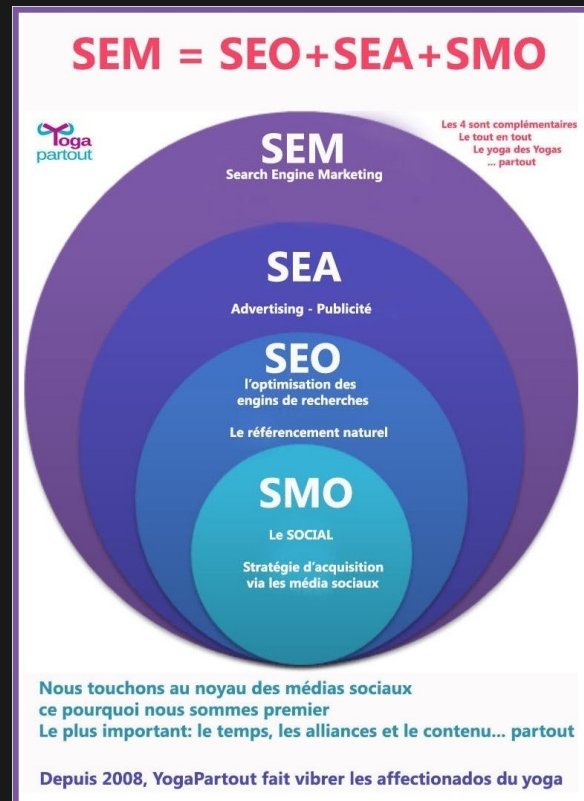 SEM = SEO+SEA+SMO
Yoga
partout
Les 4 sont complémentaires
Le tout en tout
Le yoga des Yogas
... partout
SEM
Search Engine Marketing
SEA
Advertising - Publicité
SEO
l'optimisation des
engins de recherches
Le référencement naturel
SMO
Le SOCIAL
Stratégie d'acquisition
via les média sociaux
Nous touchons au noyau des médias sociaux
ce pourquoi nous sommes premier
Le plus important: le temps, les alliances et le contenu... partout
Depuis 2008, YogaPartout fait vibrer les affectionados du yoga